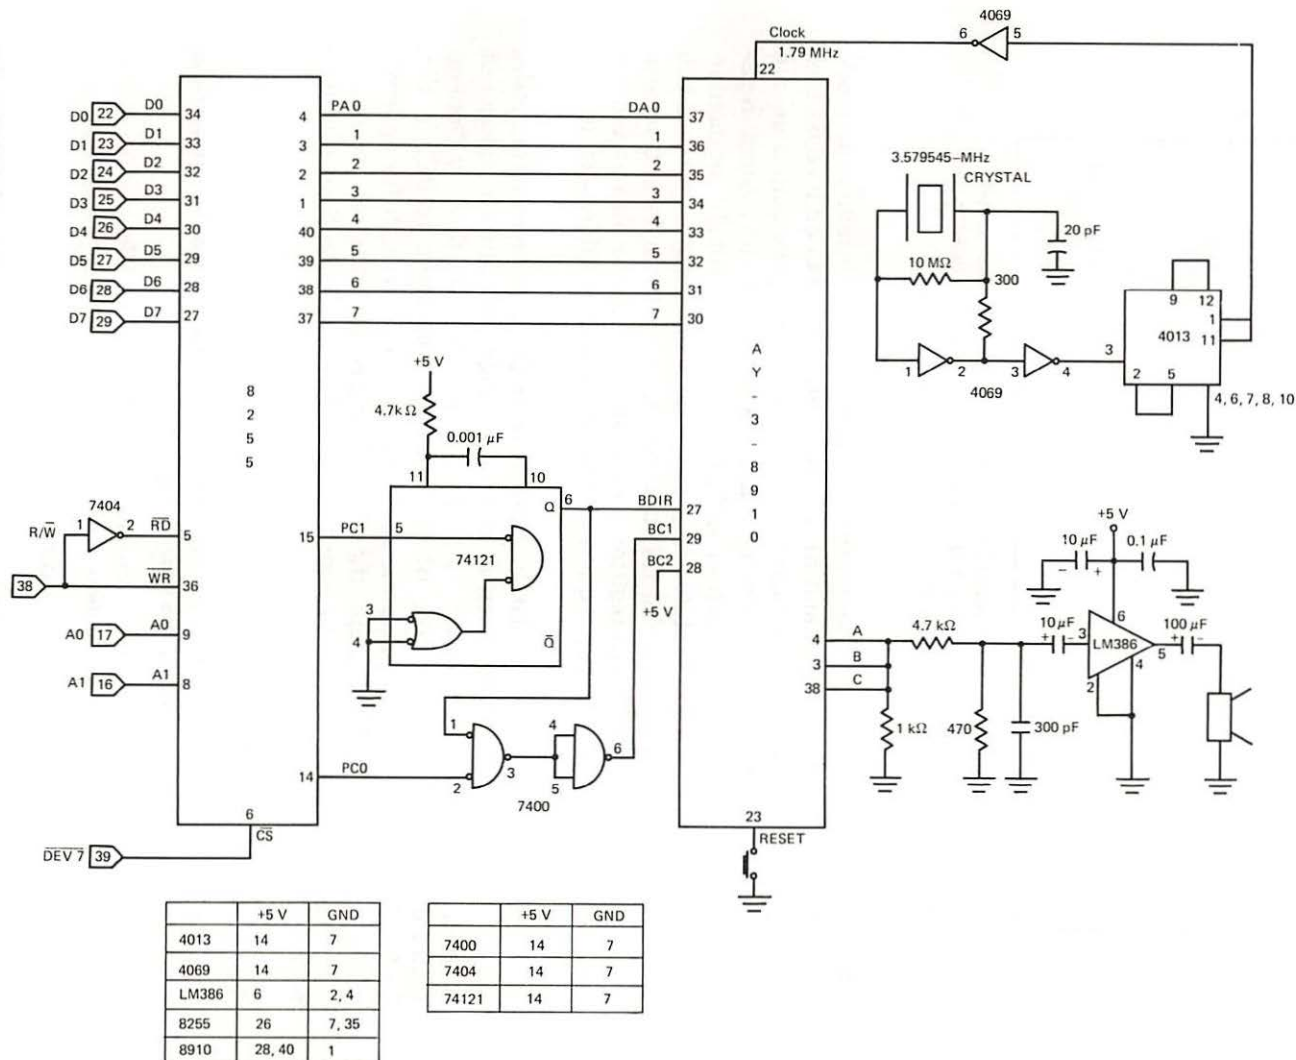 4069
6
5
Clock
1.79 MHz
22
D0 22 D0 34
D1 23 D1 33
D2 24 D2 32
D3 25 D3 31
D4 26 D4 30
D5 27 D5 29
D6 28 D6 28
D7 29 D7 27
4 PA0 DA0 37
3 1 1 36
2 2 2 35
1 3 3 34
40 4 4 33
39 5 5 32
38 6 6 31
37 7 7 30
8
2
5
5
A
Y
-
3
-
8
9
1
0
3.579545-MHz
CRYSTAL
20 pF
10 MΩ
300
1
2
3
4
4069
9
12
1
11
4013
3
2
5
4, 6, 7, 8, 10
+5 V
4.7k Ω
0.001 μF
11
10
Q
6
BDIR
27
BC1
29
BC2
28
+5 V
7404
R/W̅
1
2
R̅D̅
5
38
W̅R̅
36
A0 17 A0 9
A1 16 A1 8
15 PC1
5
74121
3
4
Q̅
14 PC0
1
2
3
4
5
6
7400
6
C̅S̅
D̅E̅V̅ 7̅ 39
23
RESET
4 A
3 B
38 C
4.7 kΩ
1 kΩ
470
300 pF
+5 V
10 μF
- +
0.1 μF
10 μF
+ -
3
6
LM386
2
4
5
100 μF
+ -
+5 V GND
4013 14 7
4069 14 7
LM386 6 2, 4
8255 26 7, 35
8910 28, 40 1
+5 V GND
7400 14 7
7404 14 7
74121 14 7